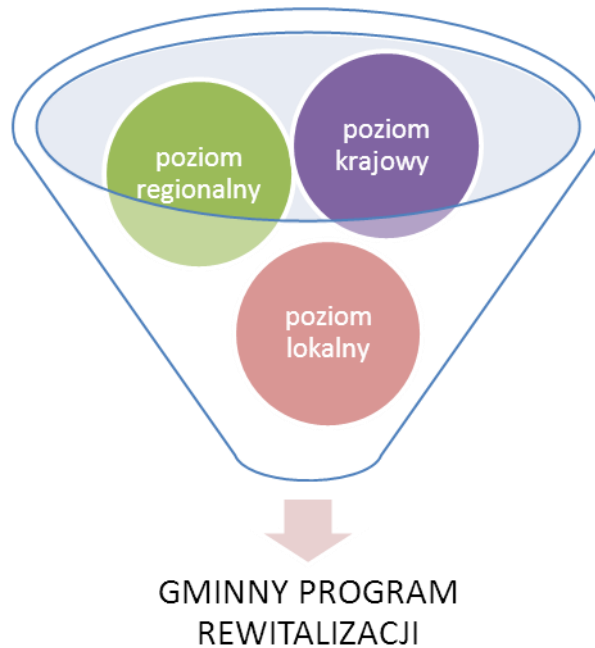 poziom
regionalny
poziom
krajowy
poziom
lokalny
GMINNY PROGRAM
REWITALIZACJI